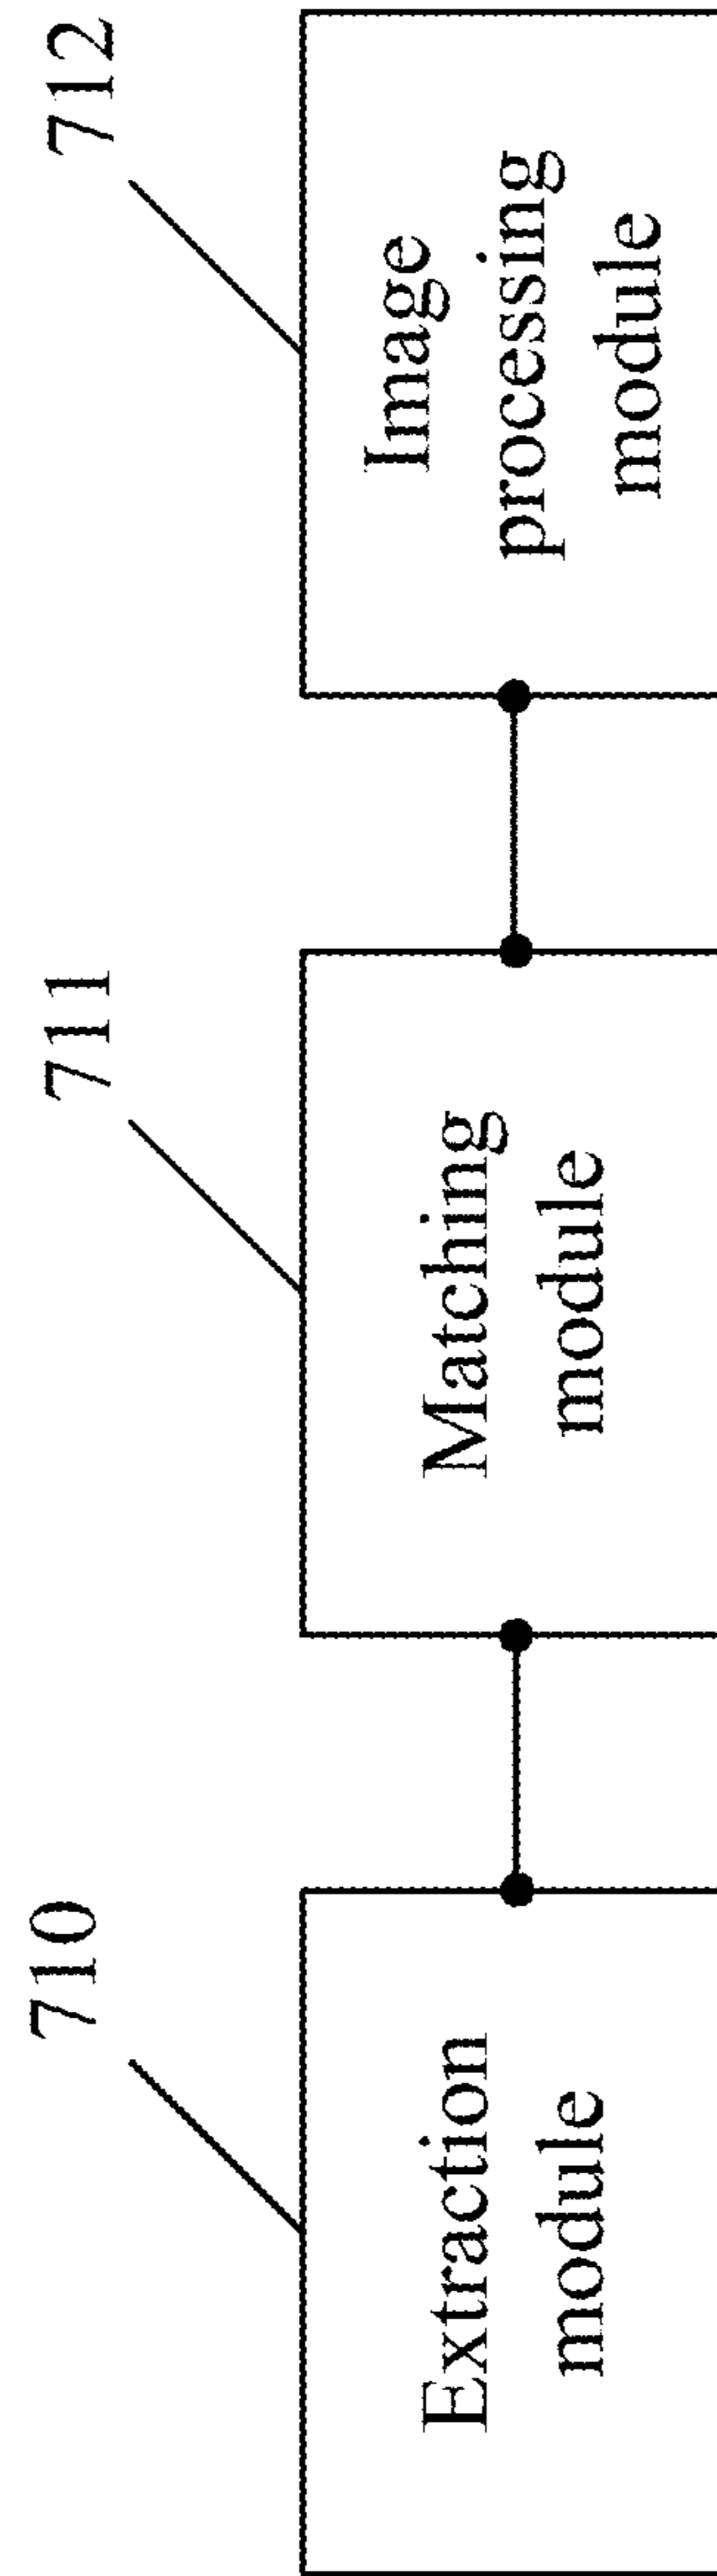 710
Extraction
module
711
Matching
module
712
Image
processing
module